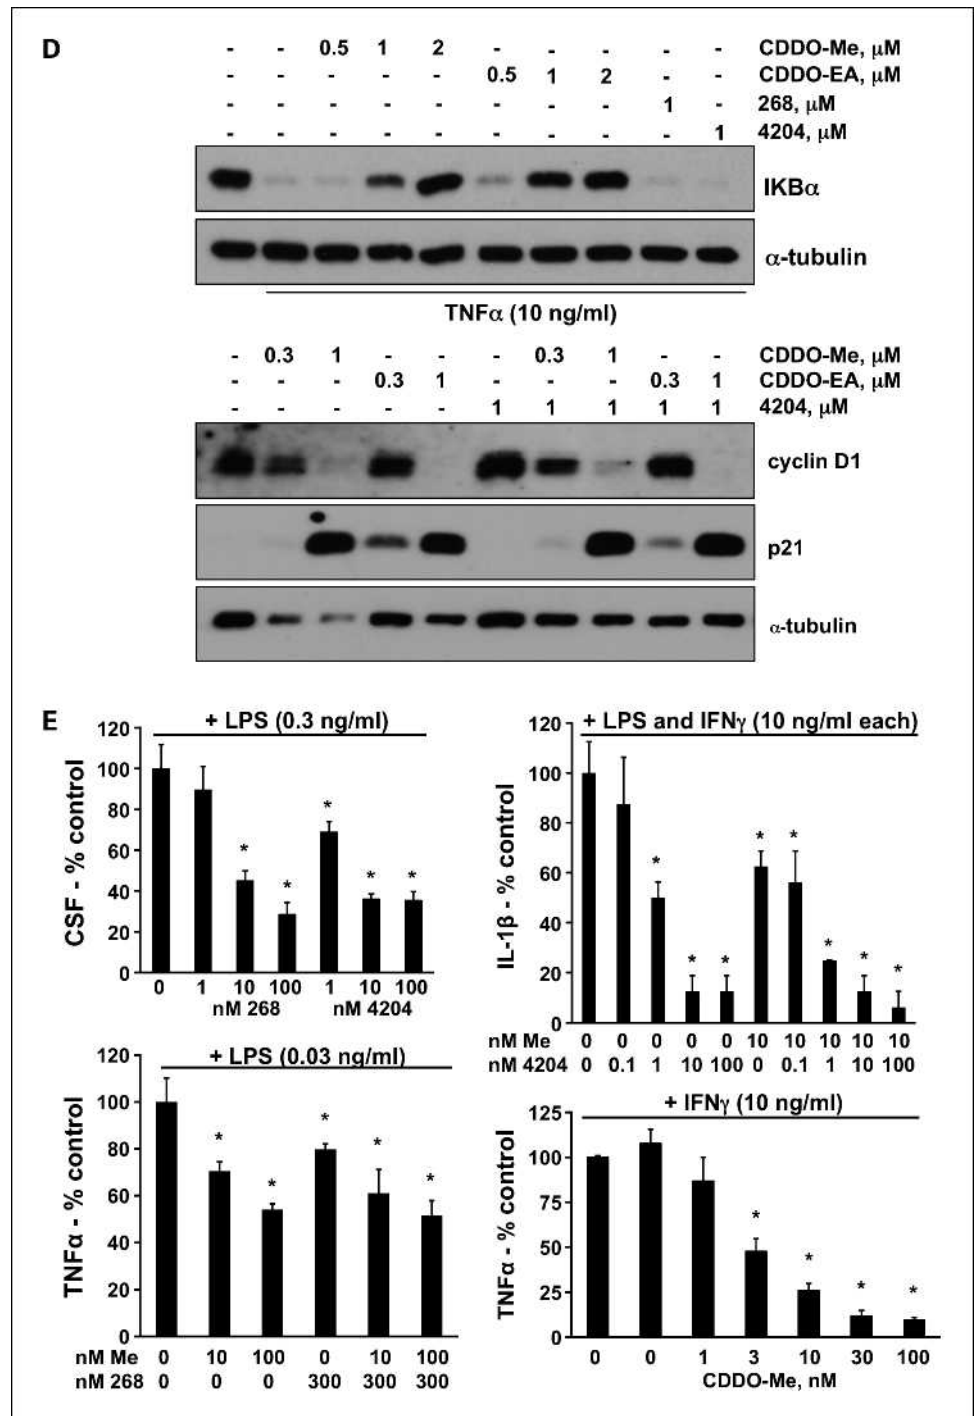 D
- - 0.5 1 2 - - - - - CDDO-Me, μM
- - - - - 0.5 1 2 - - CDDO-EA, μM
- - - - - - - - 1 - 268, μM
- - - - - - - - - 1 4204, μM
IKBα
α-tubulin
TNFα (10 ng/ml)
- 0.3 1 - - - 0.3 1 - - CDDO-Me, μM
- - - 0.3 1 - - - 0.3 1 CDDO-EA, μM
- - - - - 1 1 1 1 1 4204, μM
cyclin D1
p21
α-tubulin
E
+ LPS (0.3 ng/ml)
CSF - % control
120
100
80
60
40
20
0
* * * * *
0 1 10 100 1 10 100
nM 268 nM 4204
+ LPS and IFNγ (10 ng/ml each)
IL-1β - % control
120
100
80
60
40
20
0
* * * * * * * *
nM Me 0 0 0 0 0 10 10 10 10 10
nM 4204 0 0.1 1 10 100 0 0.1 1 10 100
+ LPS (0.03 ng/ml)
TNFα - % control
120
100
80
60
40
20
0
* * * * *
nM Me 0 10 100 0 10 100
nM 268 0 0 0 300 300 300
+ IFNγ (10 ng/ml)
TNFα - % control
125
100
75
50
25
0
* * * *
0 0 1 3 10 30 100
CDDO-Me, nM